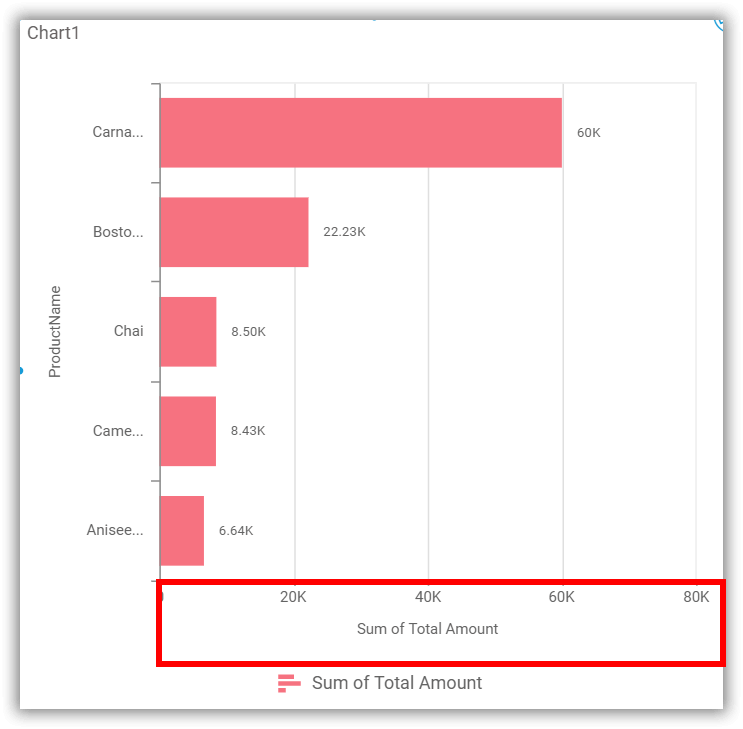 Chart1
Carna...
60K
Bosto...
22.23K
ProductName
Chai
8.50K
Came...
8.43K
Anisee...
6.64K
20K 40K 60K 80K
Sum of Total Amount
Sum of Total Amount